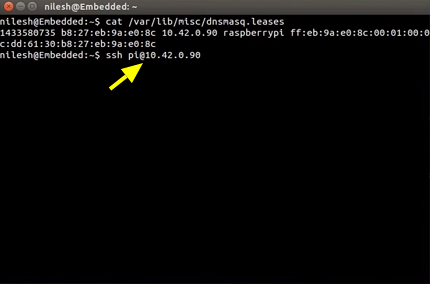 nilesh@Embedded: ~
nilesh@Embedded:~$ cat /var/lib/misc/dnsmasq.leases
1433580735 b8:27:eb:9a:e0:8c 10.42.0.90 raspberrypi ff:eb:9a:e0:8c:00:01:00:0
c:dd:61:30:b8:27:eb:9a:e0:8c
nilesh@Embedded:~$ ssh pi@10.42.0.90